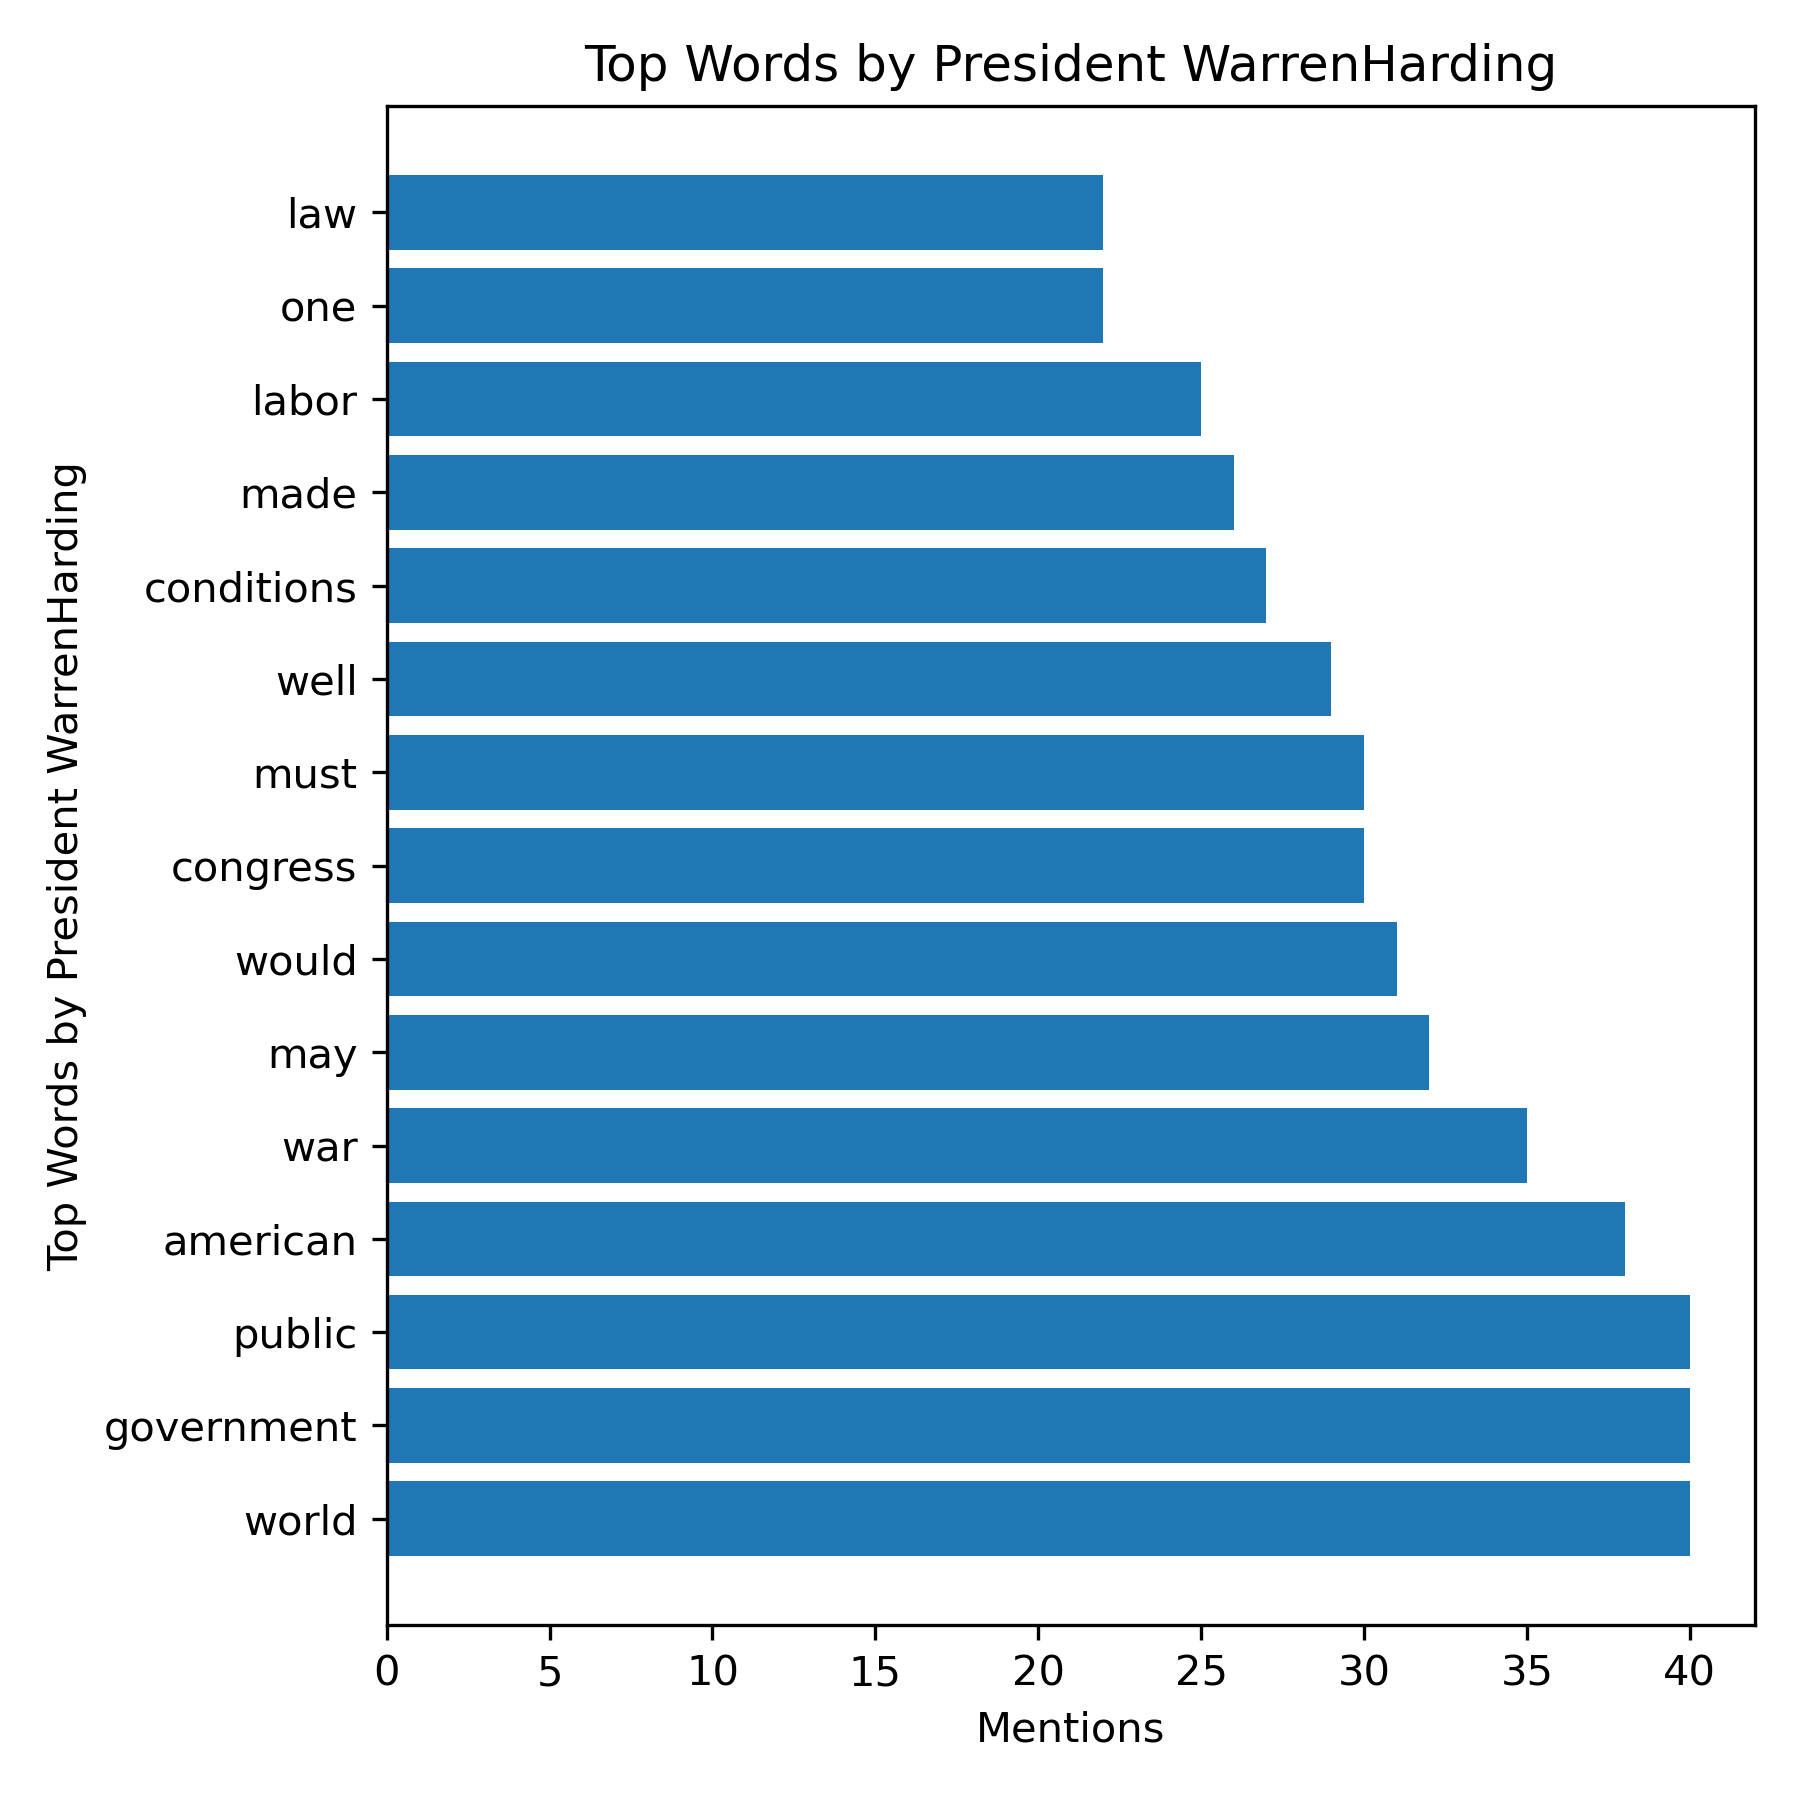 Top Words by President WarrenHarding
Top Words by President WarrenHarding
law
one
labor
made
conditions
well
must
congress
would
may
war
american
public
government
world
0 5 10 15 20 25 30 35 40
Mentions